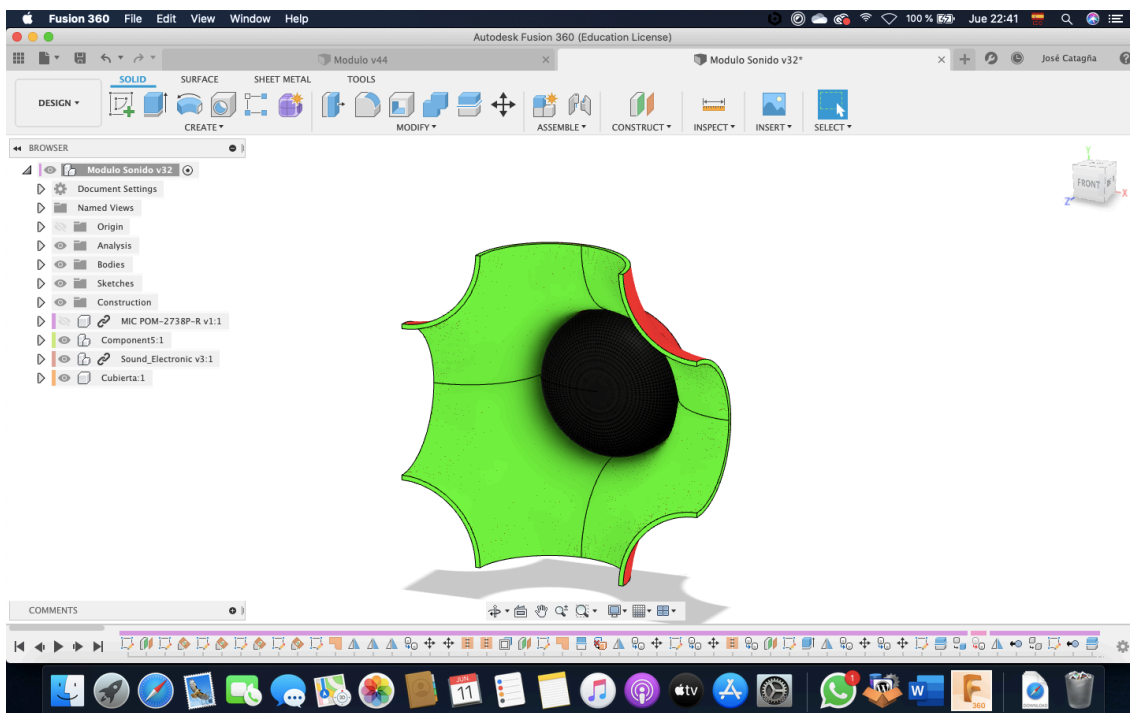 Fusion 360 File Edit View Window Help 100 % Jue 22:41
Autodesk Fusion 360 (Education License)
Modulo v44 × Modulo Sonido v32* × + José Catagña
SOLID SURFACE SHEET METAL TOOLS
DESIGN
CREATE MODIFY ASSEMBLE CONSTRUCT INSPECT INSERT SELECT
BROWSER
Modulo Sonido v32
Document Settings
Named Views
Origin
Analysis
Bodies
Sketches
Construction
MIC POM-2738P-R v1:1
Component5:1
Sound_Electronic v3:1
Cubierta:1
Y
FRONT
Z X
COMMENTS
JUN
11
tv
W
F
360
DOWNLOAD